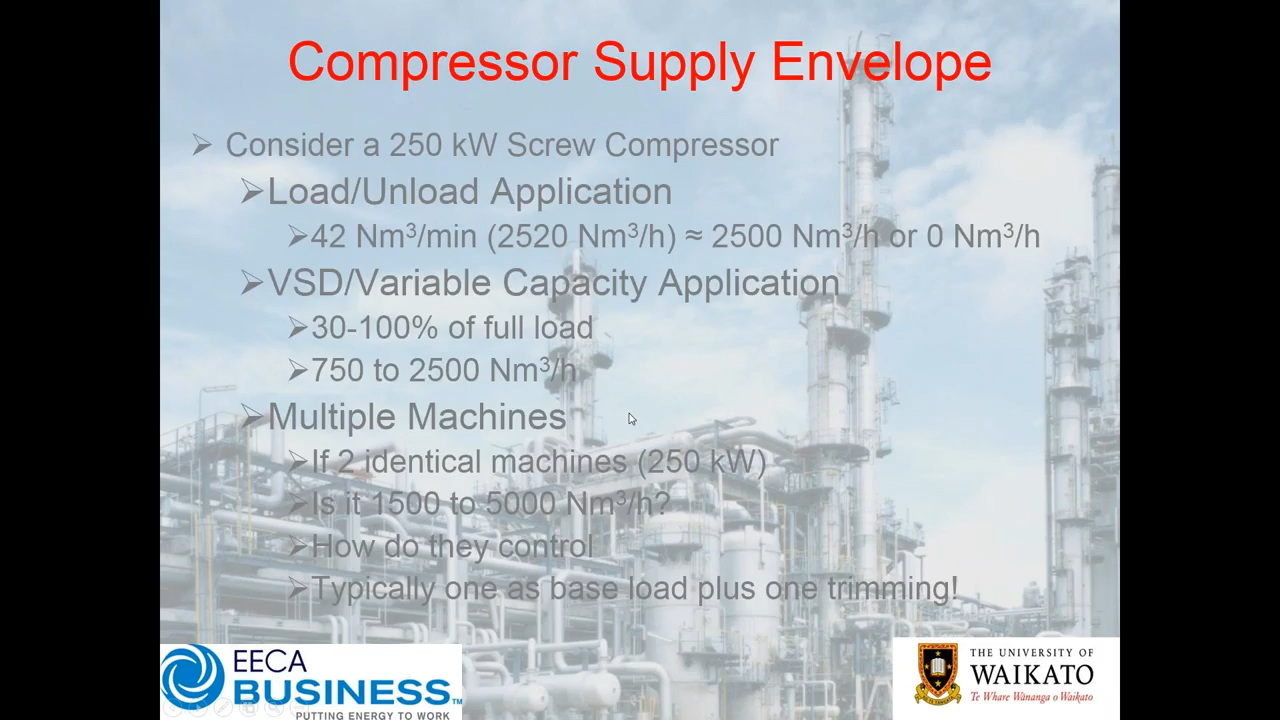 Compressor Supply Envelope
Consider a 250 kW Screw Compressor
Load/Unload Application
42 Nm³/min (2520 Nm³/h) ≈ 2500 Nm³/h or 0 Nm³/h
VSD/Variable Capacity Application
30-100% of full load
750 to 2500 Nm³/h
Multiple Machines
If 2 identical machines (250 kW)
Is it 1500 to 5000 Nm³/h?
How do they control
Typically one as base load plus one trimming!
EECA
BUSINESS™
PUTTING ENERGY TO WORK
THE UNIVERSITY OF
WAIKATO
Te Whare Wānanga o Waikato